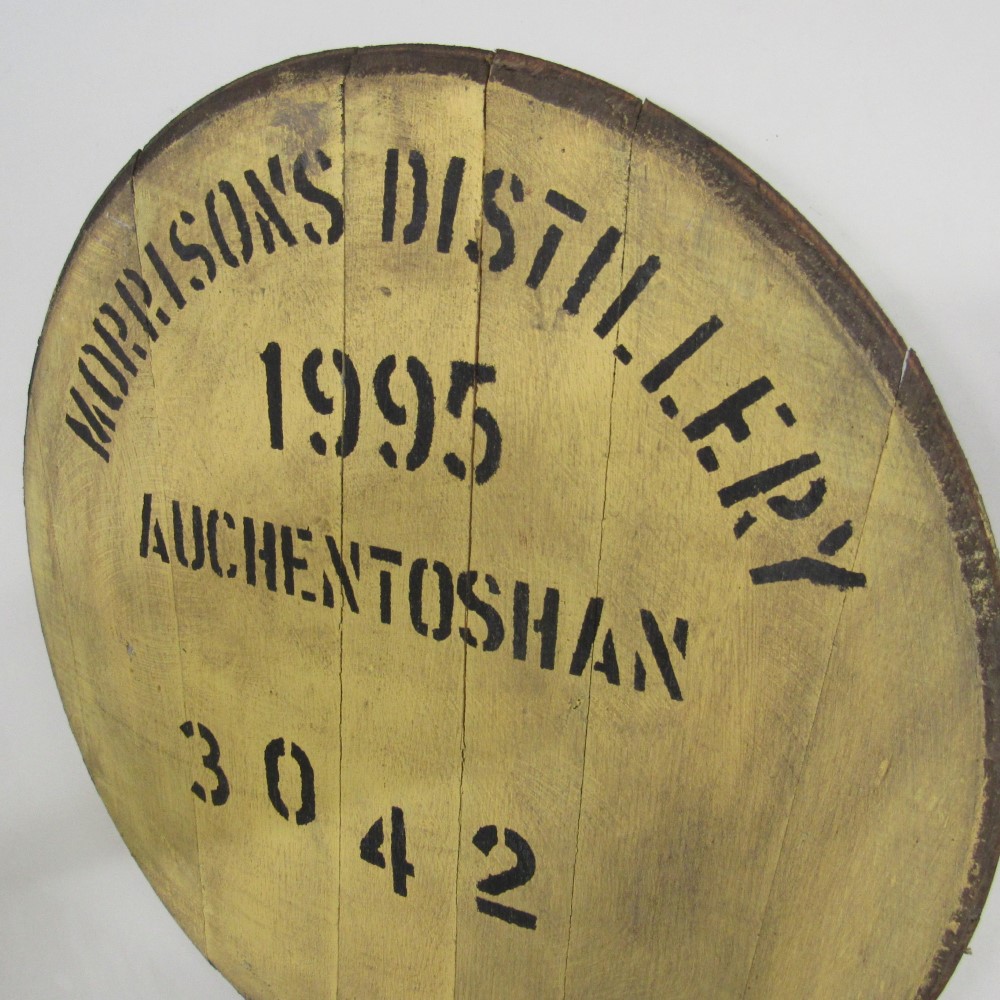 MORRISONS DISTILLERY
1995
AUCHENTOSHAN
3042